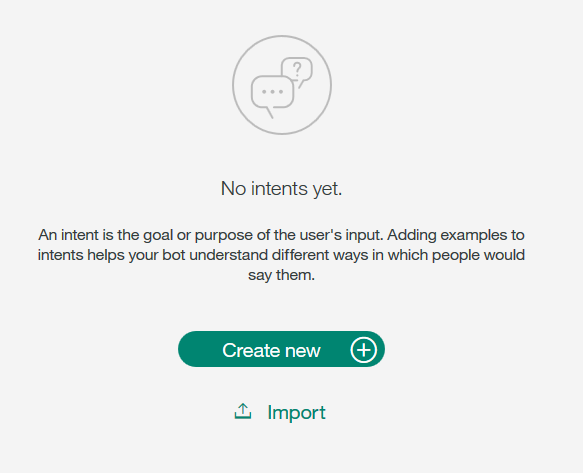 ?
No intents yet.
An intent is the goal or purpose of the user's input. Adding examples to
intents helps your bot understand different ways in which people would
say them.
Create new
Import